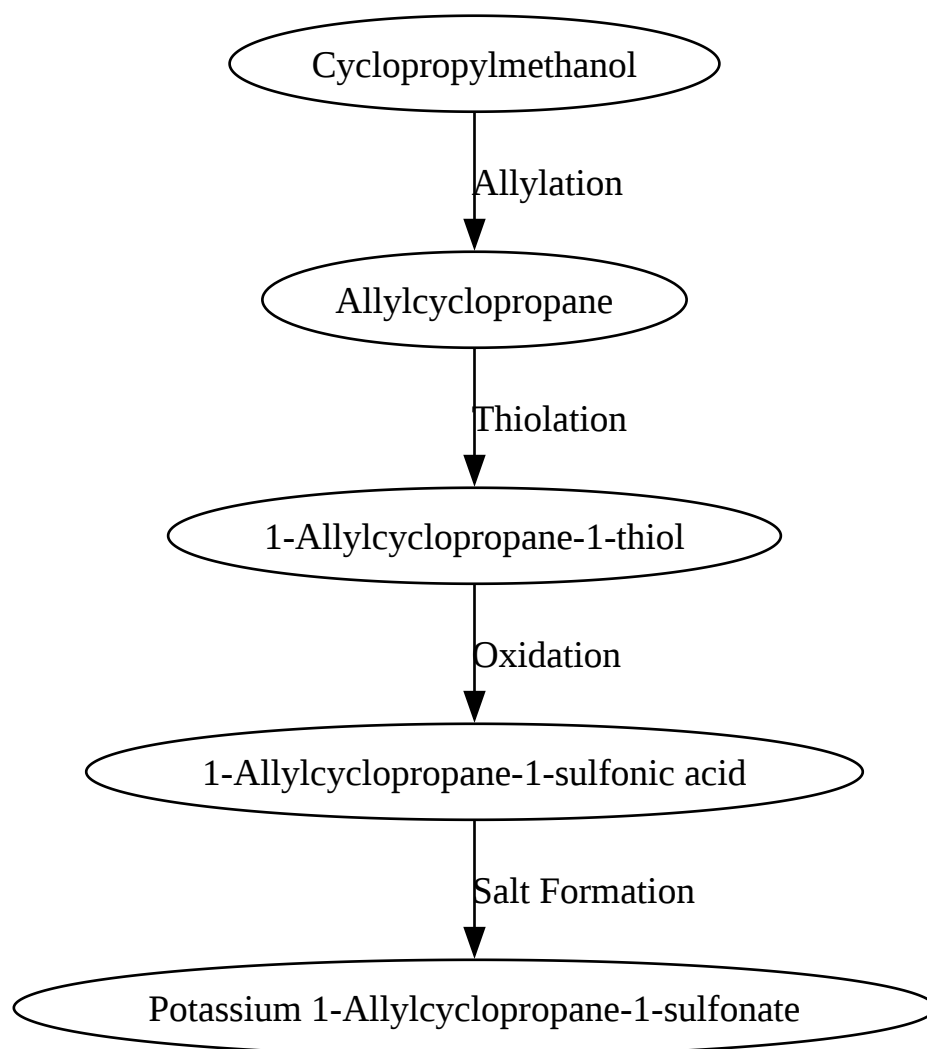 Cyclopropylmethanol
Allylation
Allylcyclopropane
Thiolation
1-Allylcyclopropane-1-thiol
Oxidation
1-Allylcyclopropane-1-sulfonic acid
Salt Formation
Potassium 1-Allylcyclopropane-1-sulfonate